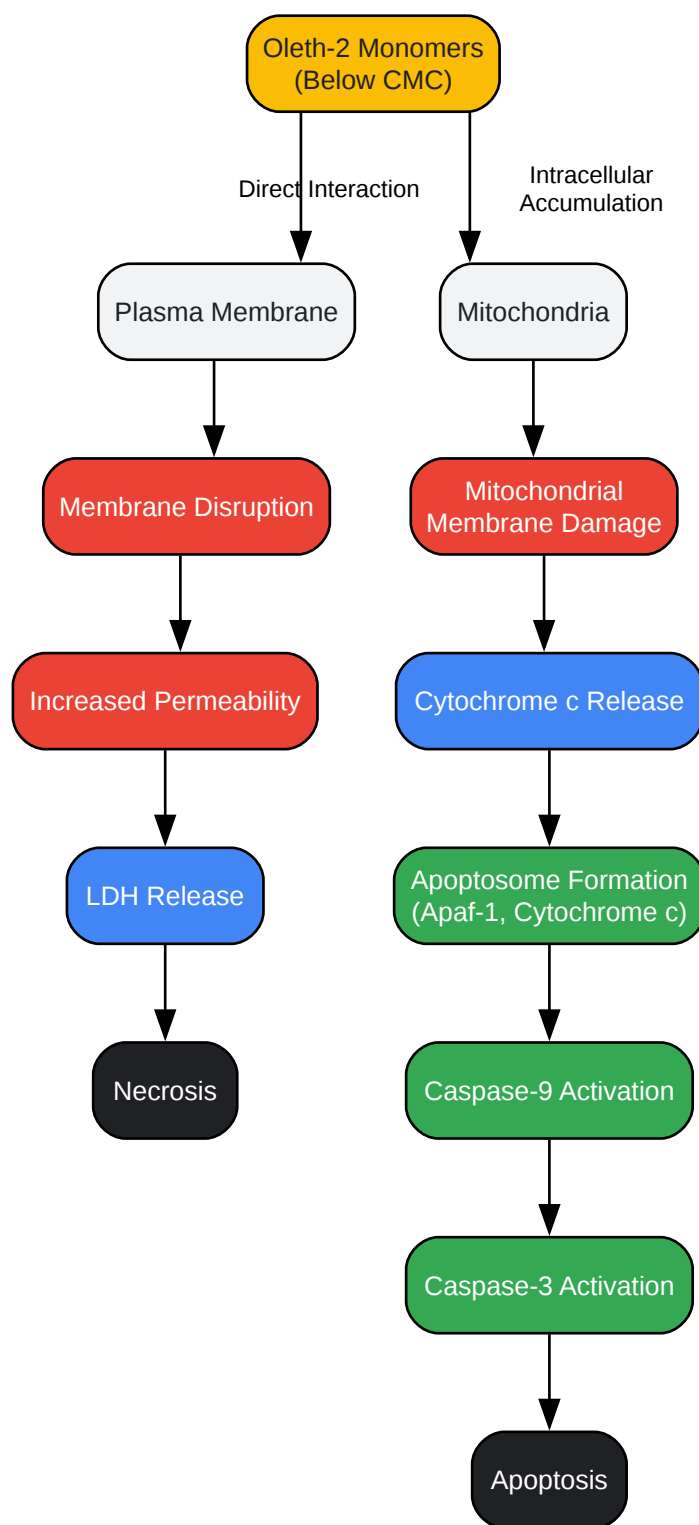 Oleth-2 Monomers
(Below CMC)
Direct Interaction
Intracellular
Accumulation
Plasma Membrane
Mitochondria
Membrane Disruption
Mitochondrial
Membrane Damage
Increased Permeability
Cytochrome c Release
LDH Release
Apoptosome Formation
(Apaf-1, Cytochrome c)
Necrosis
Caspase-9 Activation
Caspase-3 Activation
Apoptosis